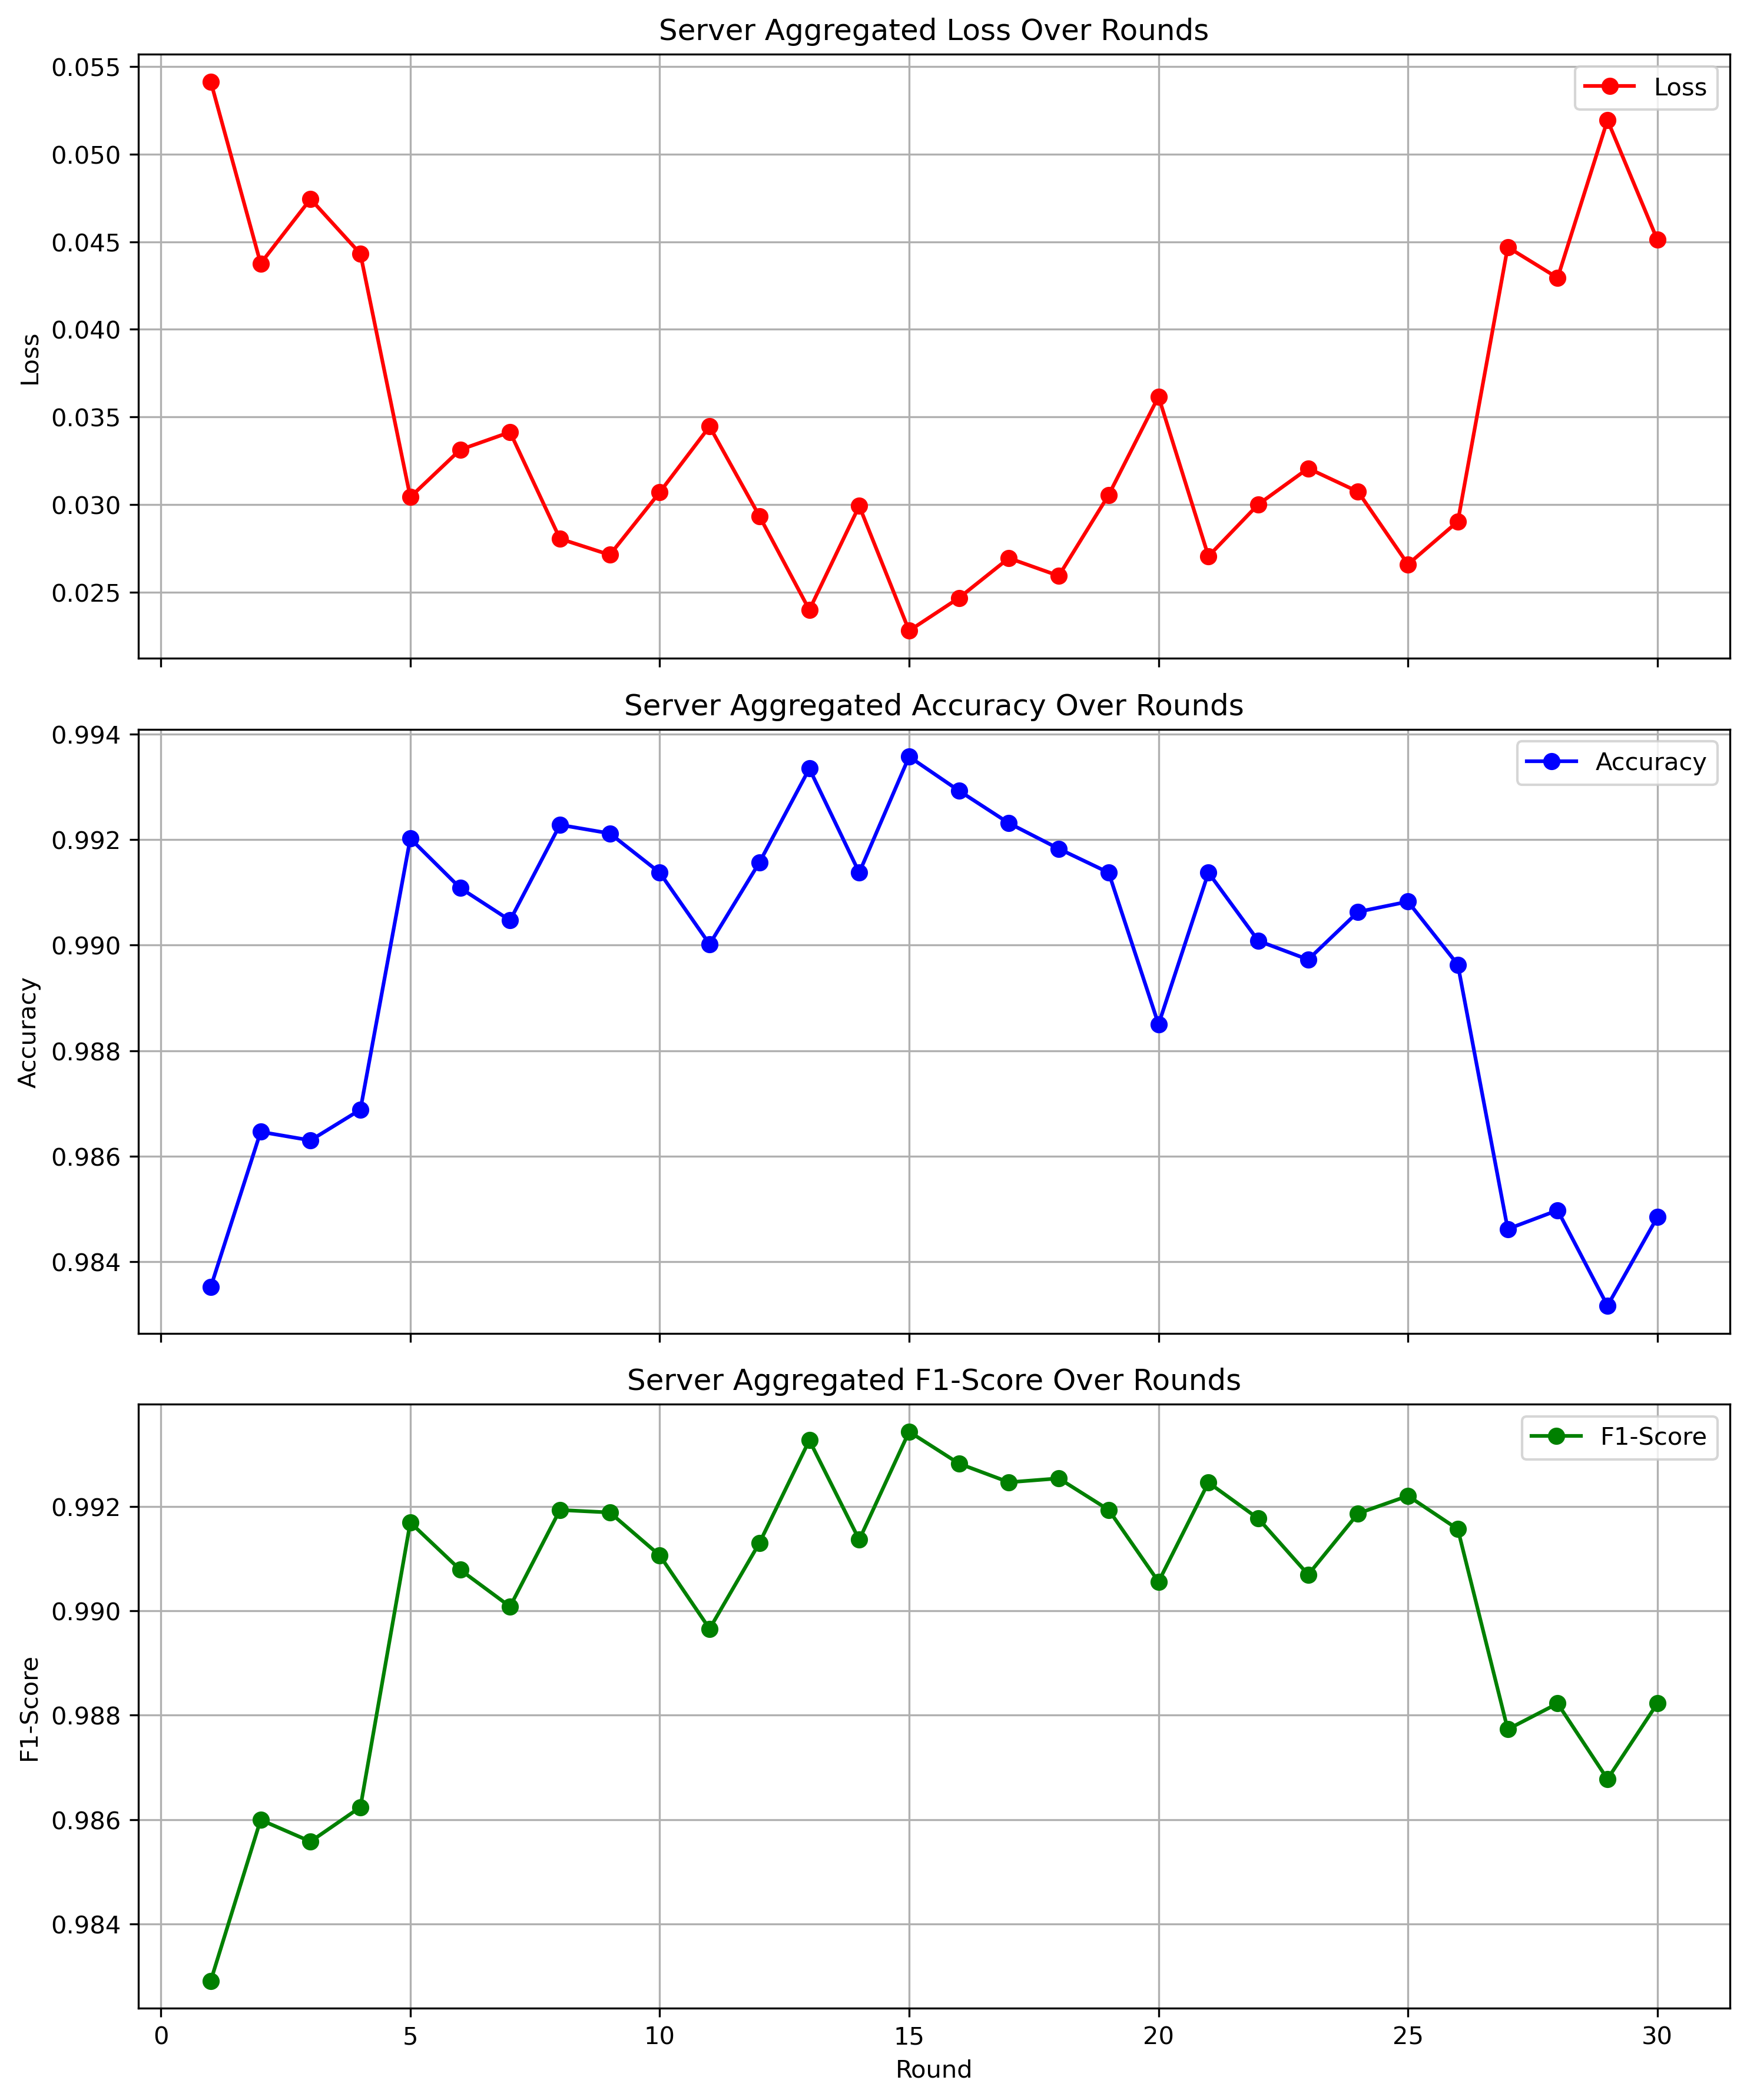 Server Aggregated Loss Over Rounds
0.055
Loss
0.050
0.045
0.040
Loss
0.035
0.030
0.025
Server Aggregated Accuracy Over Rounds
0.994
Accuracy
0.992
0.990
Accuracy
0.988
0.986
0.984
Server Aggregated F1-Score Over Rounds
F1-Score
0.992
0.990
F1-Score
0.988
0.986
0.984
0 5 10 15 20 25 30
Round